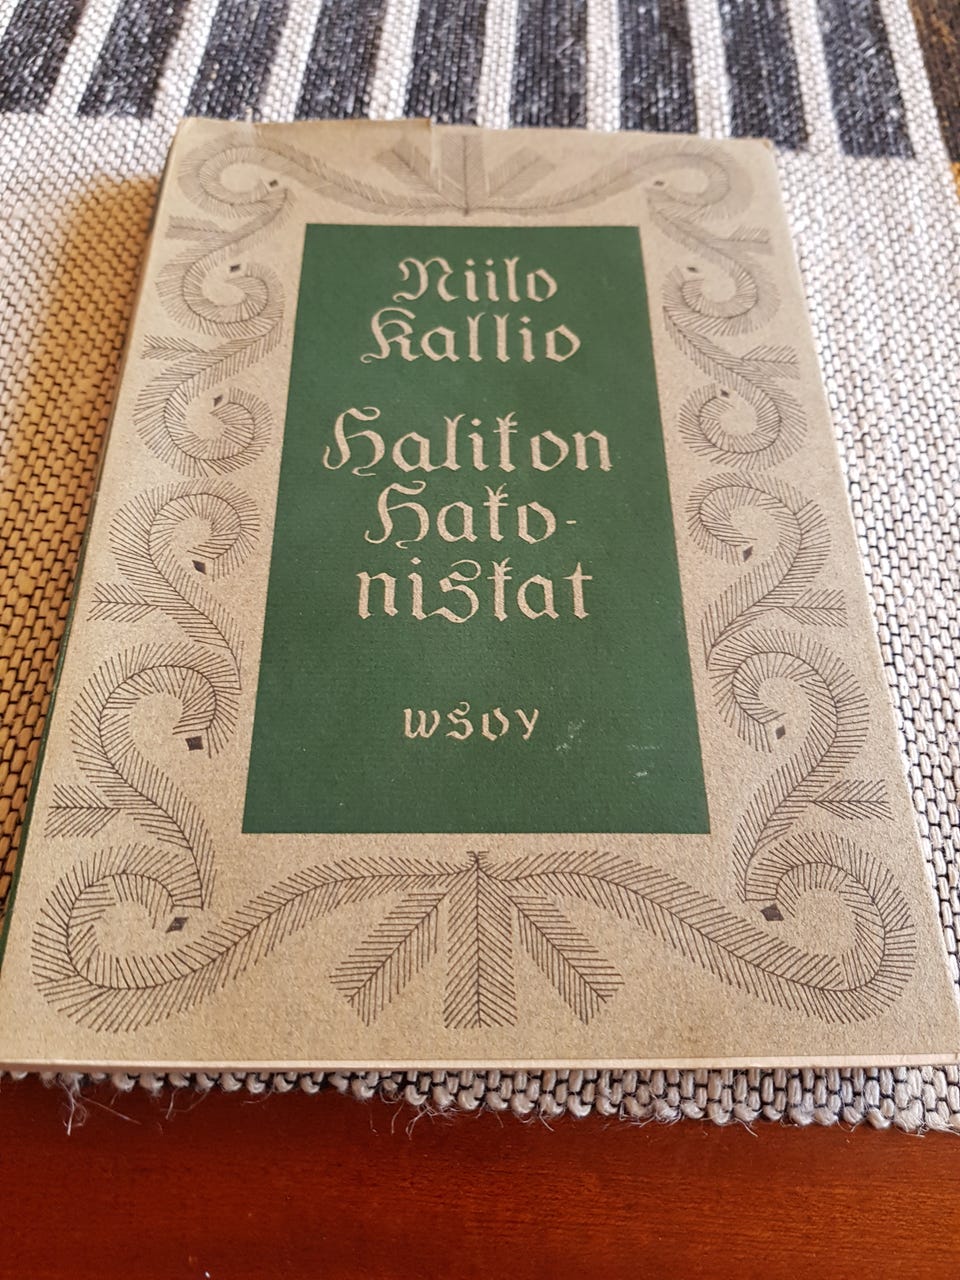 Niilo
Kallio
Halikon
Hako-
niskat
WSOY